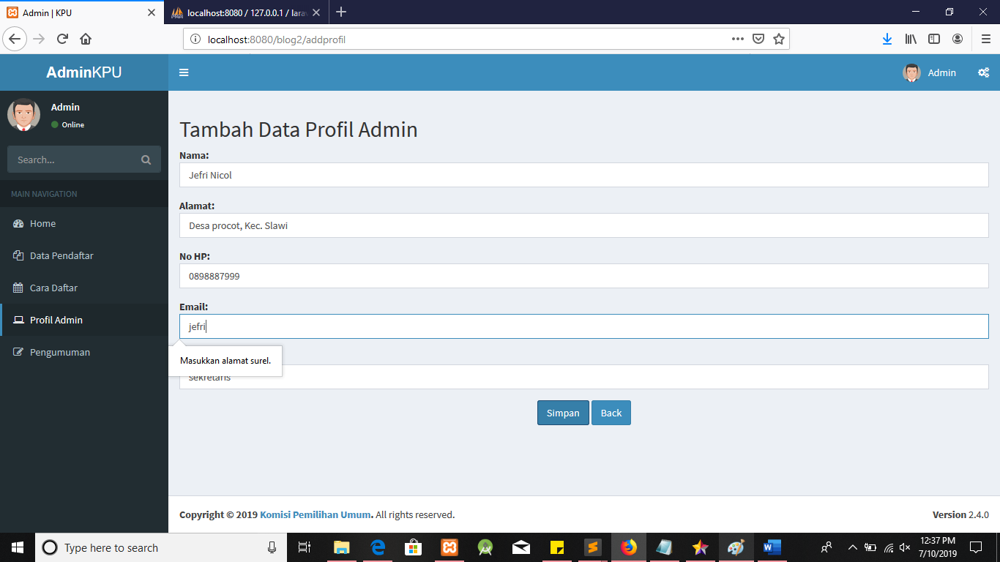 Admin | KPU
localhost:8080 / 127.0.0.1 / larav
localhost:8080/blog2/addprofil
AdminKPU
Admin
Admin
Online
Search...
MAIN NAVIGATION
Home
Data Pendaftar
Cara Daftar
Profil Admin
Pengumuman
Tambah Data Profil Admin
Nama:
Jefri Nicol
Alamat:
Desa procot, Kec. Slawi
No HP:
0898887999
Email:
jefri
Masukkan alamat surel.
sekretaris
Simpan Back
Copyright © 2019 Komisi Pemilihan Umum. All rights reserved.
Version 2.4.0
Type here to search
12:37 PM
7/10/2019